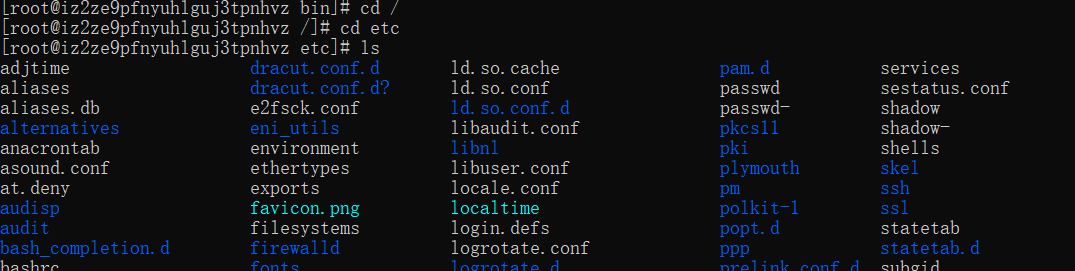 [root@iz2ze9pfnyuhlguj3tpnhvz bin]# cd /
[root@iz2ze9pfnyuhlguj3tpnhvz /]# cd etc
[root@iz2ze9pfnyuhlguj3tpnhvz etc]# ls
adjtime dracut.conf.d ld.so.cache pam.d services
aliases dracut.conf.d? ld.so.conf passwd sestatus.conf
aliases.db e2fsck.conf ld.so.conf.d passwd- shadow
alternatives eni_utils libaudit.conf pkcs11 shadow-
anacrontab environment libnl pki shells
asound.conf ethertypes libuser.conf plymouth skel
at.deny exports locale.conf pm ssh
audisp favicon.png localtime polkit-1 ssl
audit filesystems login.defs popt.d statetab
bash_completion.d firewalld logrotate.conf ppp statetab.d
bashrc fonts logrotate.d prelink.conf.d subgid